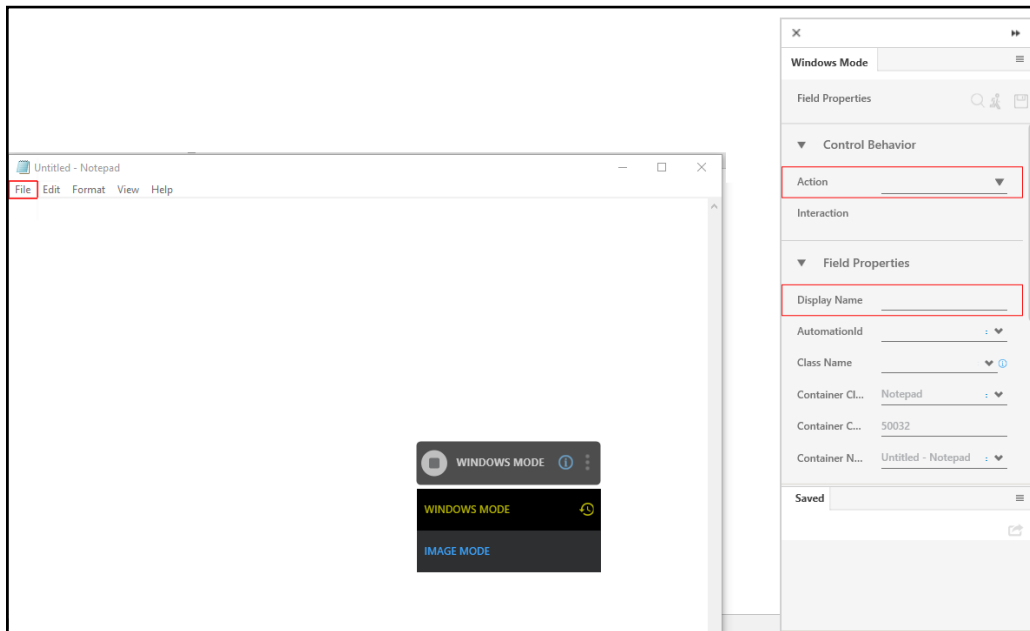 Untitled - Notepad
File Edit Format View Help
WINDOWS MODE
WINDOWS MODE
IMAGE MODE
Windows Mode
Field Properties
Control Behavior
Action
Interaction
Field Properties
Display Name
AutomationId
Class Name
Container Cl... Notepad
Container C... 50032
Container N... Untitled - Notepad
Saved